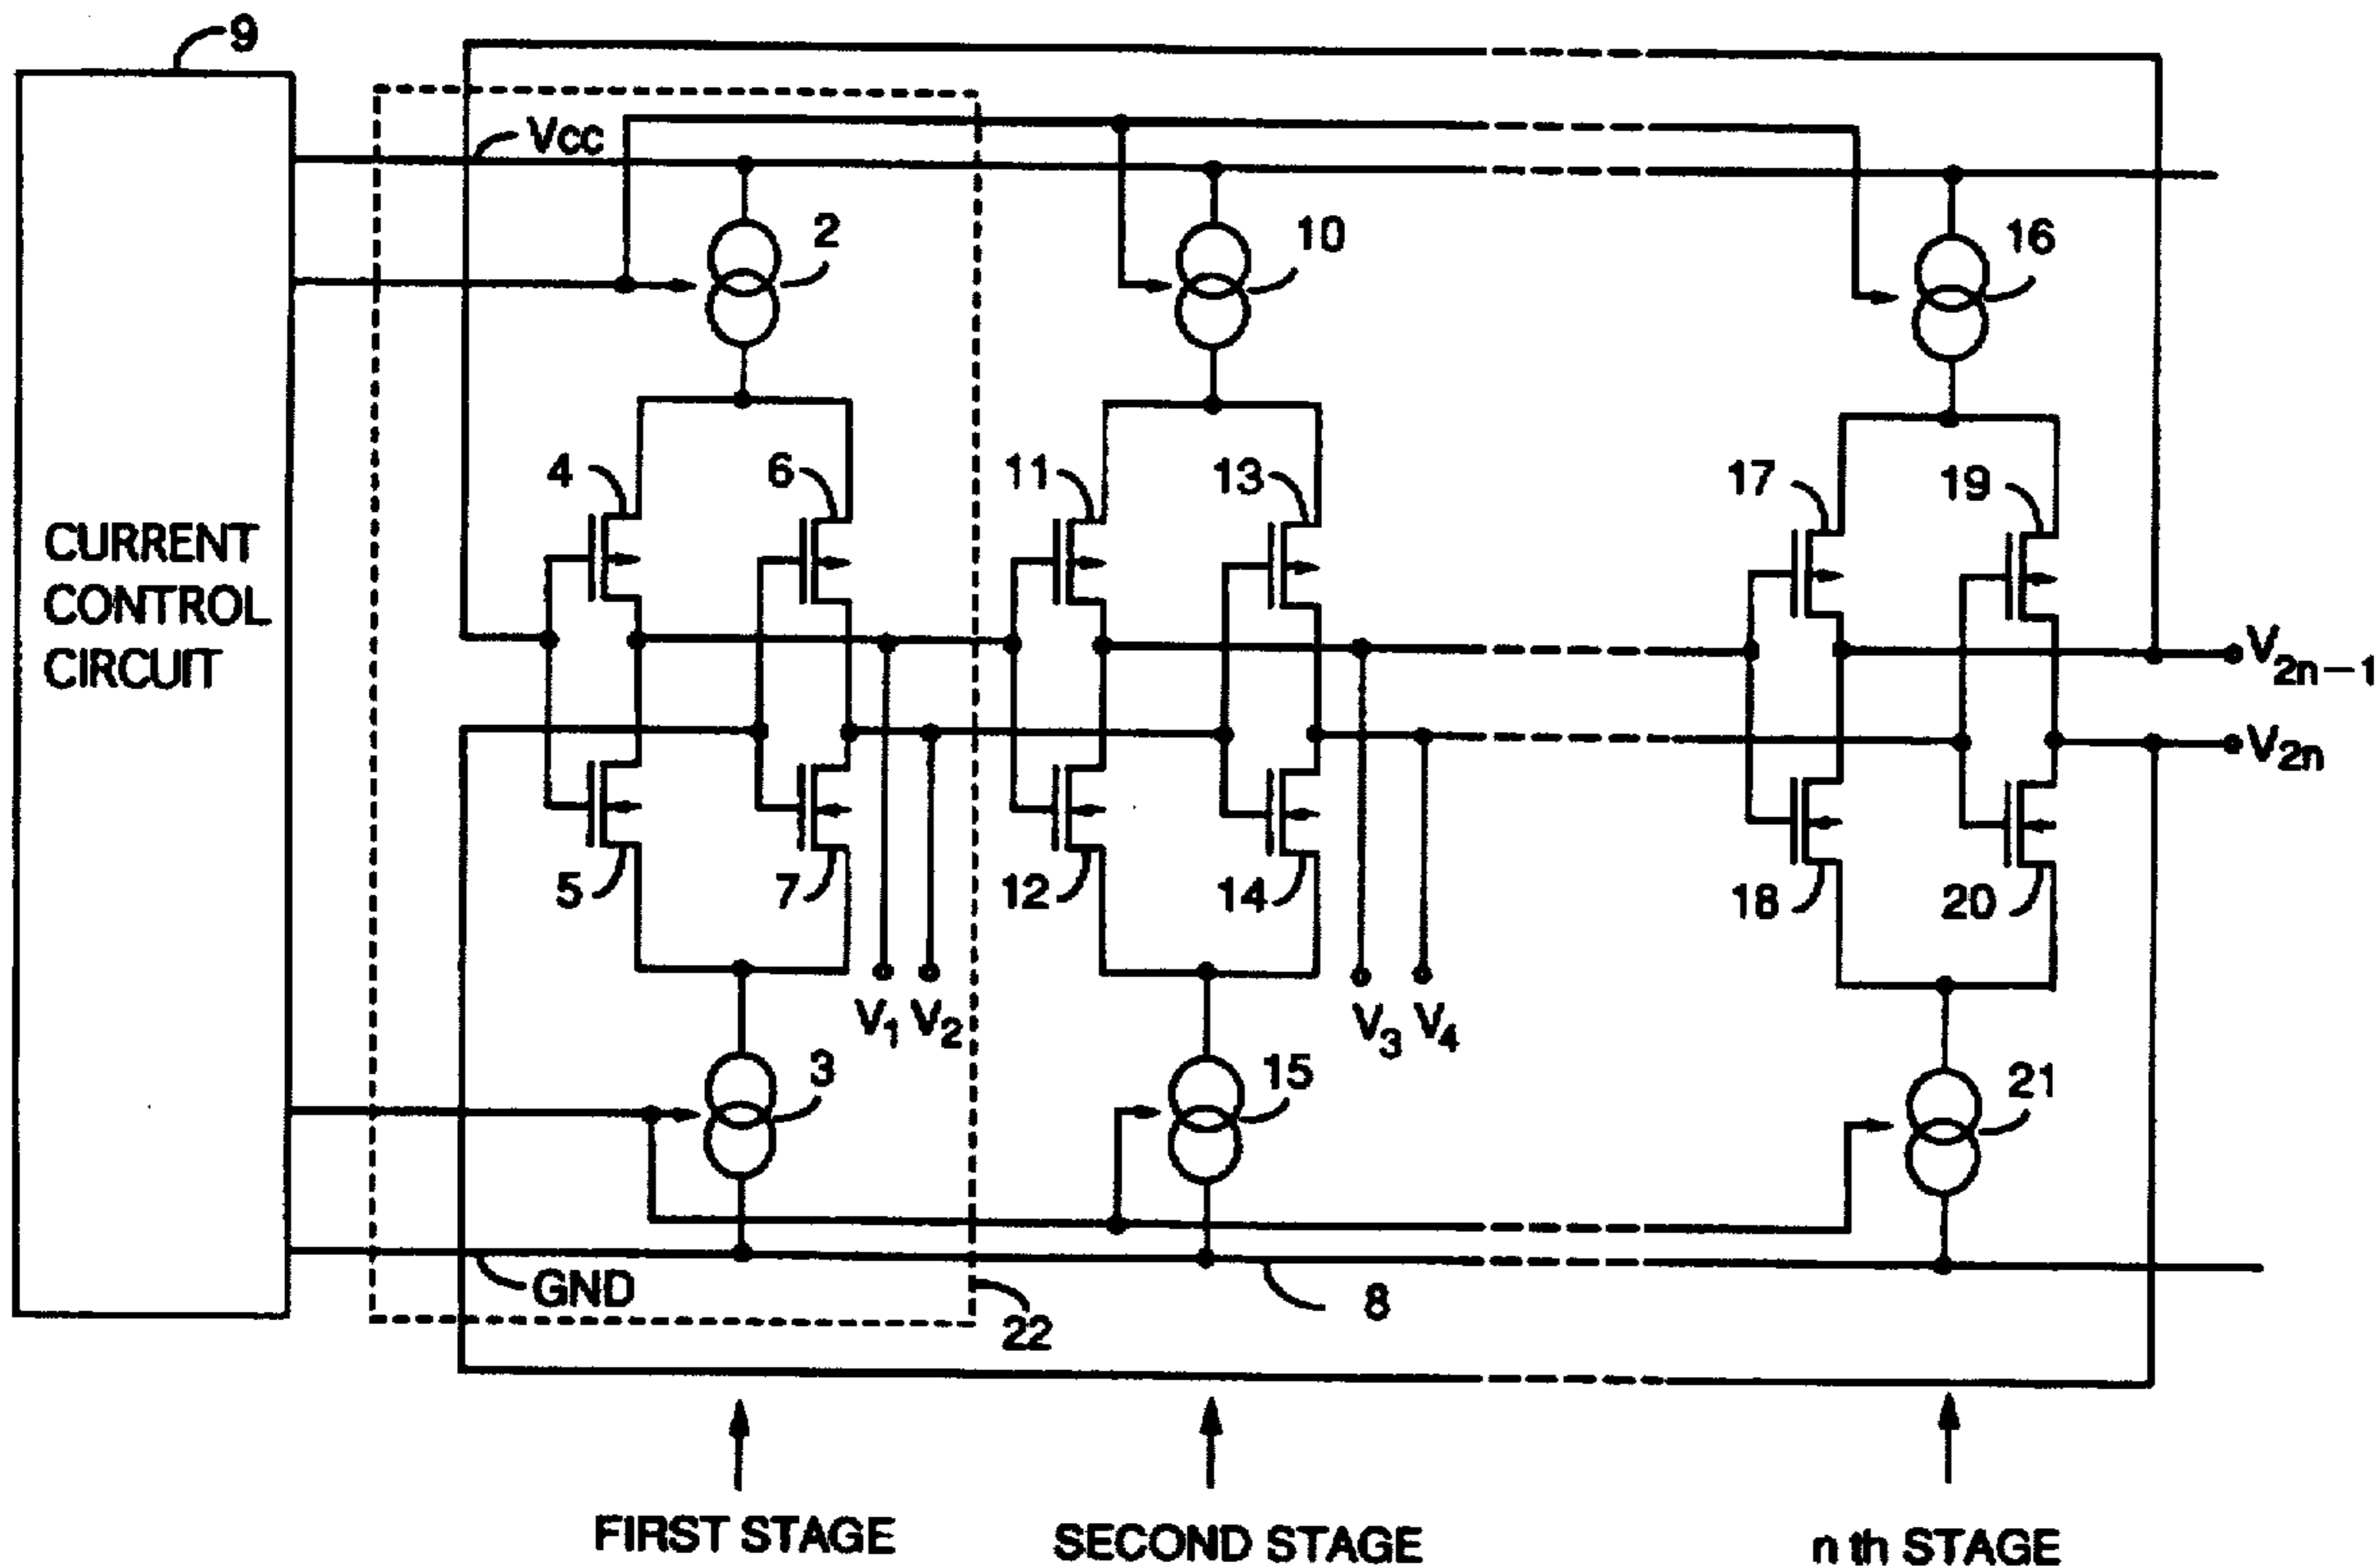 9
Vcc
2
10
16
4
6
11
13
17
19
CURRENT
CONTROL
CIRCUIT
V2n−1
V2n
5
7
12
14
18
20
V1 V2
V3 V4
3
15
21
GND
22
8
FIRST STAGE
SECOND STAGE
n th STAGE